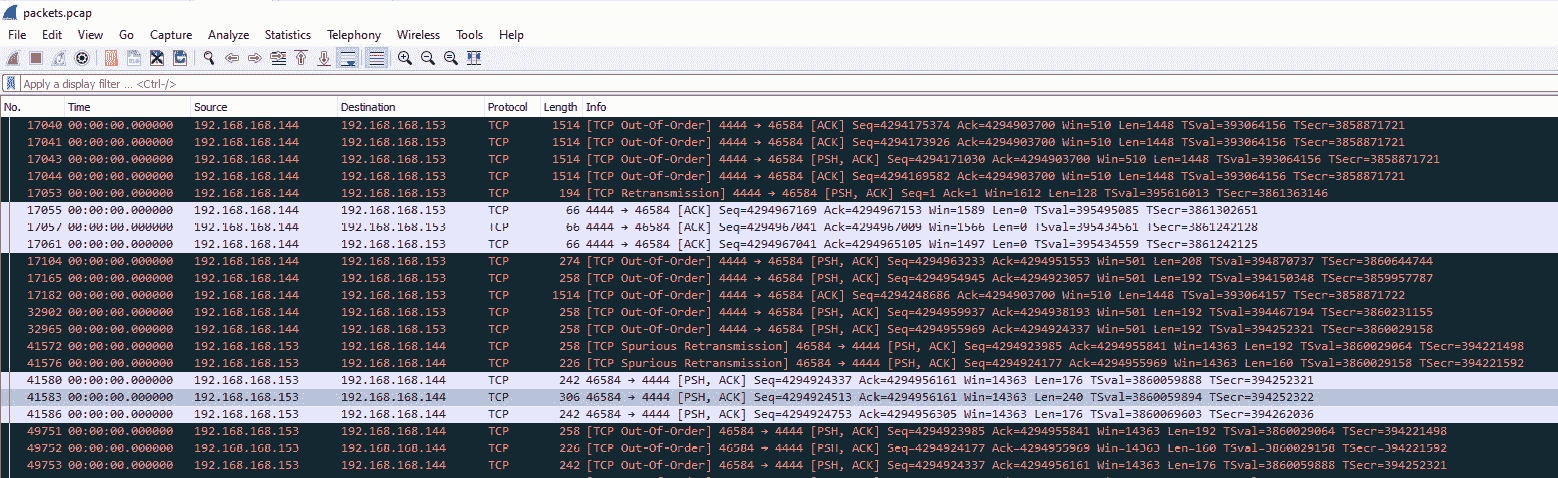 packets.pcap
File Edit View Go Capture Analyze Statistics Telephony Wireless Tools Help
Apply a display filter ... <Ctrl-/>
No. Time Source Destination Protocol Length Info
17040 00:00:00.000000 192.168.168.144 192.168.168.153 TCP 1514 [TCP Out-Of-Order] 4444 → 46584 [ACK] Seq=4294175374 Ack=4294903700 Win=510 Len=1448 TSval=393064156 TSecr=3858871721
17041 00:00:00.000000 192.168.168.144 192.168.168.153 TCP 1514 [TCP Out-Of-Order] 4444 → 46584 [ACK] Seq=4294173926 Ack=4294903700 Win=510 Len=1448 TSval=393064156 TSecr=3858871721
17043 00:00:00.000000 192.168.168.144 192.168.168.153 TCP 1514 [TCP Out-Of-Order] 4444 → 46584 [PSH, ACK] Seq=4294171030 Ack=4294903700 Win=510 Len=1448 TSval=393064156 TSecr=3858871721
17044 00:00:00.000000 192.168.168.144 192.168.168.153 TCP 1514 [TCP Out-Of-Order] 4444 → 46584 [ACK] Seq=4294169582 Ack=4294903700 Win=510 Len=1448 TSval=393064156 TSecr=3858871721
17053 00:00:00.000000 192.168.168.144 192.168.168.153 TCP 194 [TCP Retransmission] 4444 → 46584 [PSH, ACK] Seq=1 Ack=1 Win=1612 Len=128 TSval=395616013 TSecr=3861363146
17055 00:00:00.000000 192.168.168.144 192.168.168.153 TCP 66 4444 → 46584 [ACK] Seq=4294967169 Ack=4294967153 Win=1589 Len=0 TSval=395495085 TSecr=3861302651
17057 00:00:00.000000 192.168.168.144 192.168.168.153 TCP 66 4444 → 46584 [ACK] Seq=4294967041 Ack=4294967009 Win=1566 Len=0 TSval=395434561 TSecr=3861242128
17061 00:00:00.000000 192.168.168.144 192.168.168.153 TCP 66 4444 → 46584 [ACK] Seq=4294967041 Ack=4294965105 Win=1497 Len=0 TSval=395434559 TSecr=3861242125
17104 00:00:00.000000 192.168.168.144 192.168.168.153 TCP 274 [TCP Out-Of-Order] 4444 → 46584 [PSH, ACK] Seq=4294963233 Ack=4294951553 Win=501 Len=208 TSval=394870737 TSecr=3860644744
17165 00:00:00.000000 192.168.168.144 192.168.168.153 TCP 258 [TCP Out-Of-Order] 4444 → 46584 [PSH, ACK] Seq=4294954945 Ack=4294923057 Win=501 Len=192 TSval=394150348 TSecr=3859957787
17182 00:00:00.000000 192.168.168.144 192.168.168.153 TCP 1514 [TCP Out-Of-Order] 4444 → 46584 [ACK] Seq=4294248686 Ack=4294903700 Win=510 Len=1448 TSval=393064157 TSecr=3858871722
32902 00:00:00.000000 192.168.168.144 192.168.168.153 TCP 258 [TCP Out-Of-Order] 4444 → 46584 [PSH, ACK] Seq=4294959937 Ack=4294938193 Win=501 Len=192 TSval=394467194 TSecr=3860231155
32965 00:00:00.000000 192.168.168.144 192.168.168.153 TCP 258 [TCP Out-Of-Order] 4444 → 46584 [PSH, ACK] Seq=4294955969 Ack=4294924337 Win=501 Len=192 TSval=394252321 TSecr=3860029158
41572 00:00:00.000000 192.168.168.153 192.168.168.144 TCP 258 [TCP Spurious Retransmission] 46584 → 4444 [PSH, ACK] Seq=4294923985 Ack=4294955841 Win=14363 Len=192 TSval=3860029064 TSecr=394221498
41576 00:00:00.000000 192.168.168.153 192.168.168.144 TCP 226 [TCP Spurious Retransmission] 46584 → 4444 [PSH, ACK] Seq=4294924177 Ack=4294955969 Win=14363 Len=160 TSval=3860029158 TSecr=394221592
41580 00:00:00.000000 192.168.168.153 192.168.168.144 TCP 242 46584 → 4444 [PSH, ACK] Seq=4294924337 Ack=4294956161 Win=14363 Len=176 TSval=3860059888 TSecr=394252321
41583 00:00:00.000000 192.168.168.153 192.168.168.144 TCP 306 46584 → 4444 [PSH, ACK] Seq=4294924513 Ack=4294956161 Win=14363 Len=240 TSval=3860059894 TSecr=394252322
41586 00:00:00.000000 192.168.168.153 192.168.168.144 TCP 242 46584 → 4444 [PSH, ACK] Seq=4294924753 Ack=4294956305 Win=14363 Len=176 TSval=3860069603 TSecr=394262036
49751 00:00:00.000000 192.168.168.153 192.168.168.144 TCP 258 [TCP Out-Of-Order] 46584 → 4444 [PSH, ACK] Seq=4294923985 Ack=4294955841 Win=14363 Len=192 TSval=3860029064 TSecr=394221498
49752 00:00:00.000000 192.168.168.153 192.168.168.144 TCP 226 [TCP Out-Of-Order] 46584 → 4444 [PSH, ACK] Seq=4294924177 Ack=4294955969 Win=14363 Len=160 TSval=3860029158 TSecr=394221592
49753 00:00:00.000000 192.168.168.153 192.168.168.144 TCP 242 [TCP Out-Of-Order] 46584 → 4444 [PSH, ACK] Seq=4294924337 Ack=4294956161 Win=14363 Len=176 TSval=3860059888 TSecr=394252321